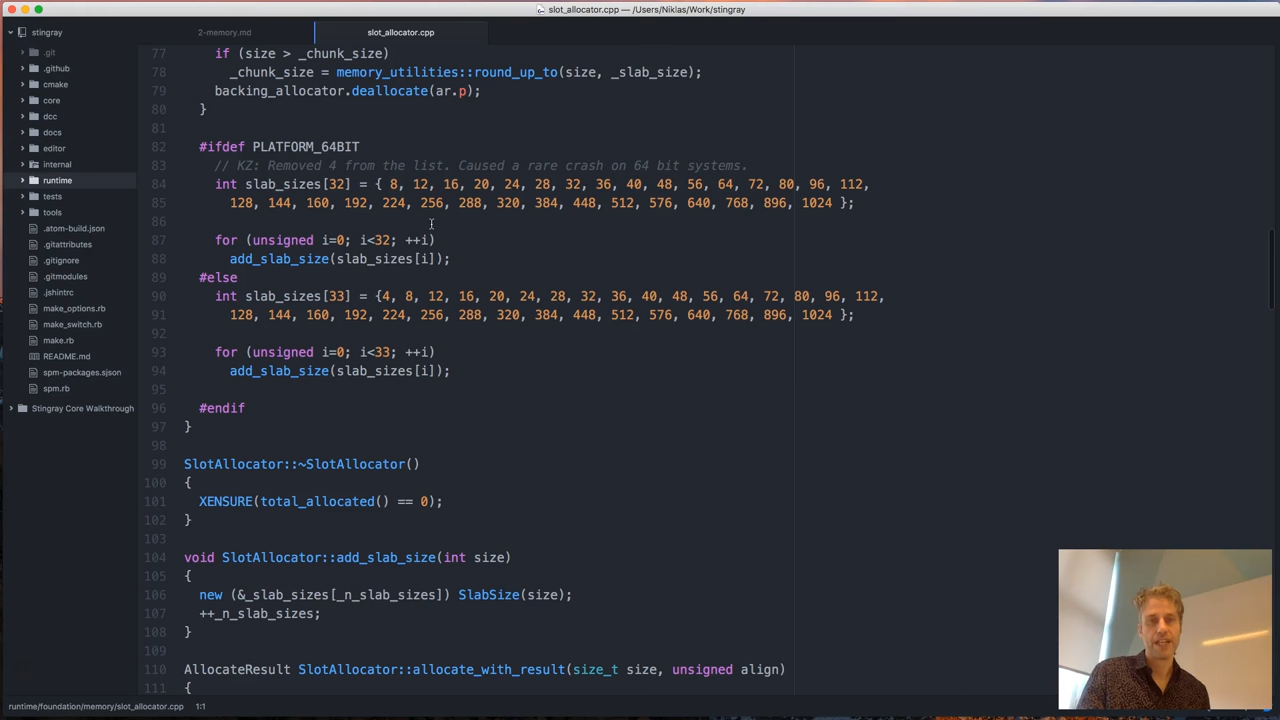 slot_allocator.cpp — /Users/Niklas/Work/stingray
stingray
.git
.github
cmake
core
dcc
docs
editor
internal
runtime
tests
tools
.atom-build.json
.gitattributes
.gitignore
.gitmodules
.jshintrc
make_options.rb
make_switch.rb
make.rb
README.md
spm-packages.sjson
spm.rb
Stingray Core Walkthrough
2-memory.md
slot_allocator.cpp
77 if (size > _chunk_size)
78 _chunk_size = memory_utilities::round_up_to(size, _slab_size);
79 backing_allocator.deallocate(ar.p);
80 }
81
82 #ifdef PLATFORM_64BIT
83 // KZ: Removed 4 from the list. Caused a rare crash on 64 bit systems.
84 int slab_sizes[32] = { 8, 12, 16, 20, 24, 28, 32, 36, 40, 48, 56, 64, 72, 80, 96, 112,
85 128, 144, 160, 192, 224, 256, 288, 320, 384, 448, 512, 576, 640, 768, 896, 1024 };
86
87 for (unsigned i=0; i<32; ++i)
88 add_slab_size(slab_sizes[i]);
89 #else
90 int slab_sizes[33] = {4, 8, 12, 16, 20, 24, 28, 32, 36, 40, 48, 56, 64, 72, 80, 96, 112,
91 128, 144, 160, 192, 224, 256, 288, 320, 384, 448, 512, 576, 640, 768, 896, 1024 };
92
93 for (unsigned i=0; i<33; ++i)
94 add_slab_size(slab_sizes[i]);
95
96 #endif
97 }
98
99 SlotAllocator::~SlotAllocator()
100 {
101 XENSURE(total_allocated() == 0);
102 }
103
104 void SlotAllocator::add_slab_size(int size)
105 {
106 new (&_slab_sizes[_n_slab_sizes]) SlabSize(size);
107 ++_n_slab_sizes;
108 }
109
110 AllocateResult SlotAllocator::allocate_with_result(size_t size, unsigned align)
111 {
runtime/foundation/memory/slot_allocator.cpp 1:1